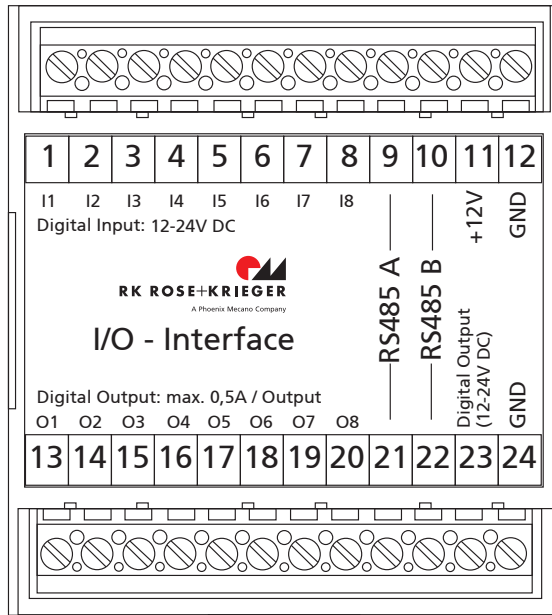 1 2 3 4 5 6 7 8 9 10 11 12
I1 I2 I3 I4 I5 I6 I7 I8
+12V
GND
Digital Input: 12-24V DC
RK ROSE+KRIEGER
A Phoenix Mecano Company
I/O - Interface
RS485 A
RS485 B
Digital Output
(12-24V DC)
GND
Digital Output: max. 0,5A / Output
O1 O2 O3 O4 O5 O6 O7 O8
13 14 15 16 17 18 19 20 21 22 23 24